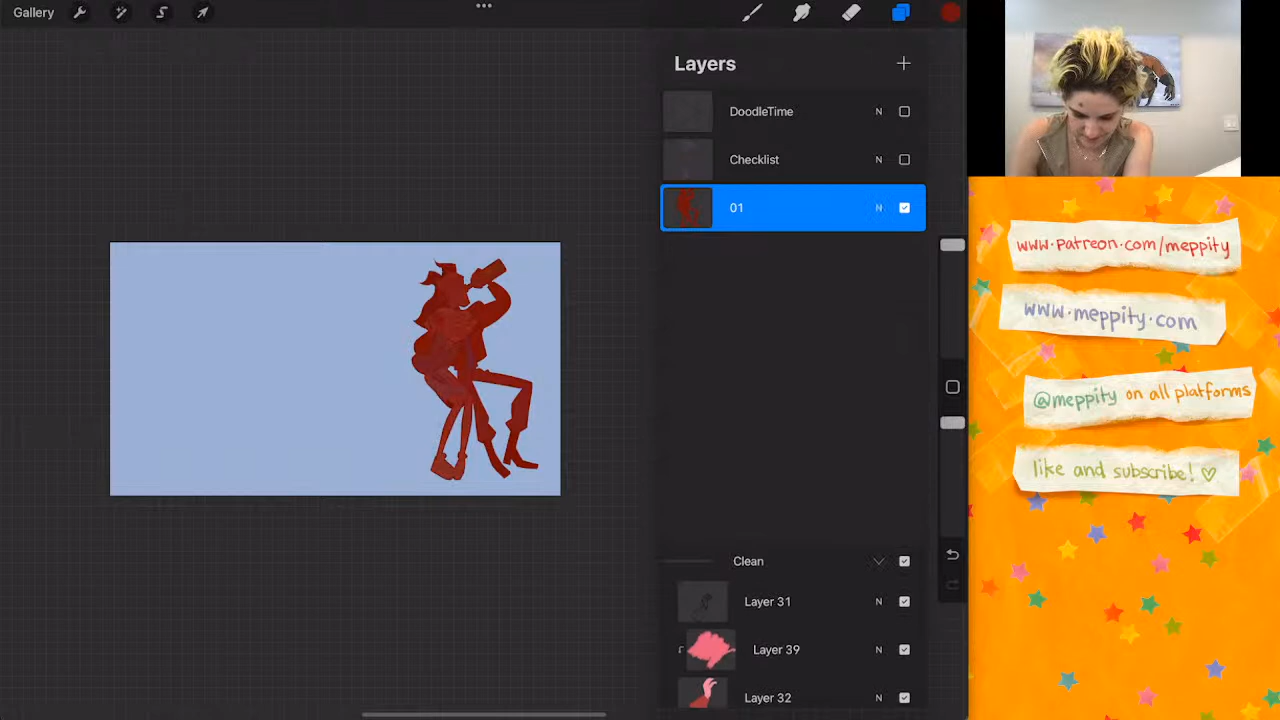 Gallery
Layers
DoodleTime N
Checklist N
01 N
Clean
Layer 31 N
Layer 39 N
Layer 32 N
www.patreon.com/meppity
www.meppity.com
@meppity on all platforms
like and subscribe!